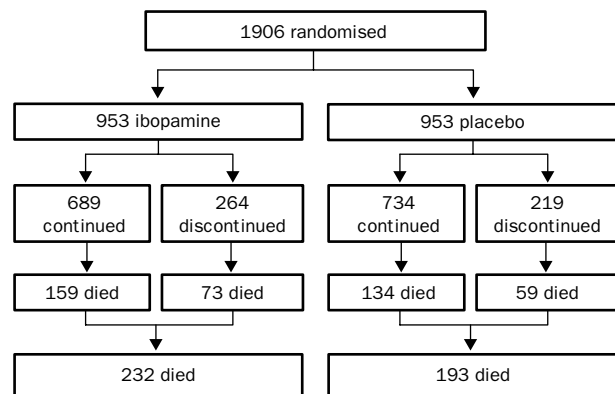 1906 randomised
953 ibopamine
953 placebo
689
continued
264
discontinued
734
continued
219
discontinued
159 died
73 died
134 died
59 died
232 died
193 died